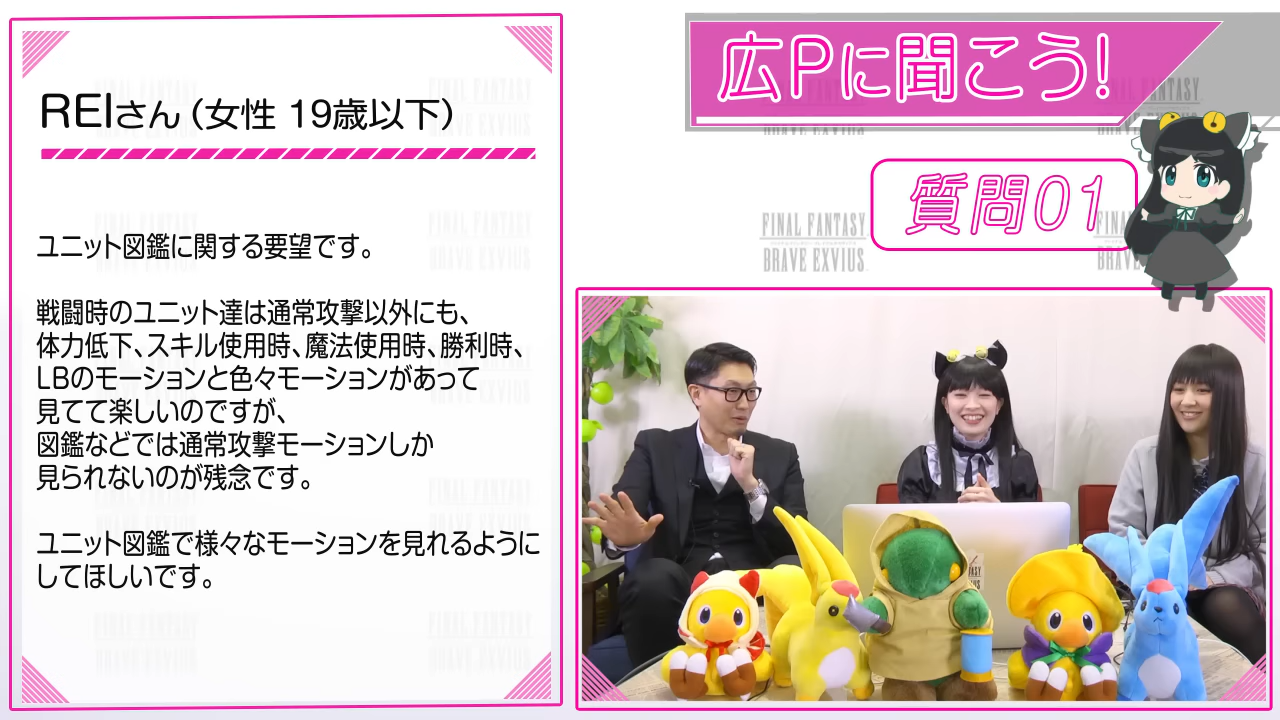 REIさん（女性 19歳以下）
ユニット図鑑に関する要望です。
戦闘時のユニット達は通常攻撃以外にも、
体力低下、スキル使用時、魔法使用時、勝利時、
LBのモーションと色々モーションがあって
見てて楽しいのですが、
図鑑などでは通常攻撃モーションしか
見られないのが残念です。
ユニット図鑑で様々なモーションを見れるように
してほしいです。
広Pに聞こう!
質問01
FINAL FANTASY
BRAVE EXVIUS